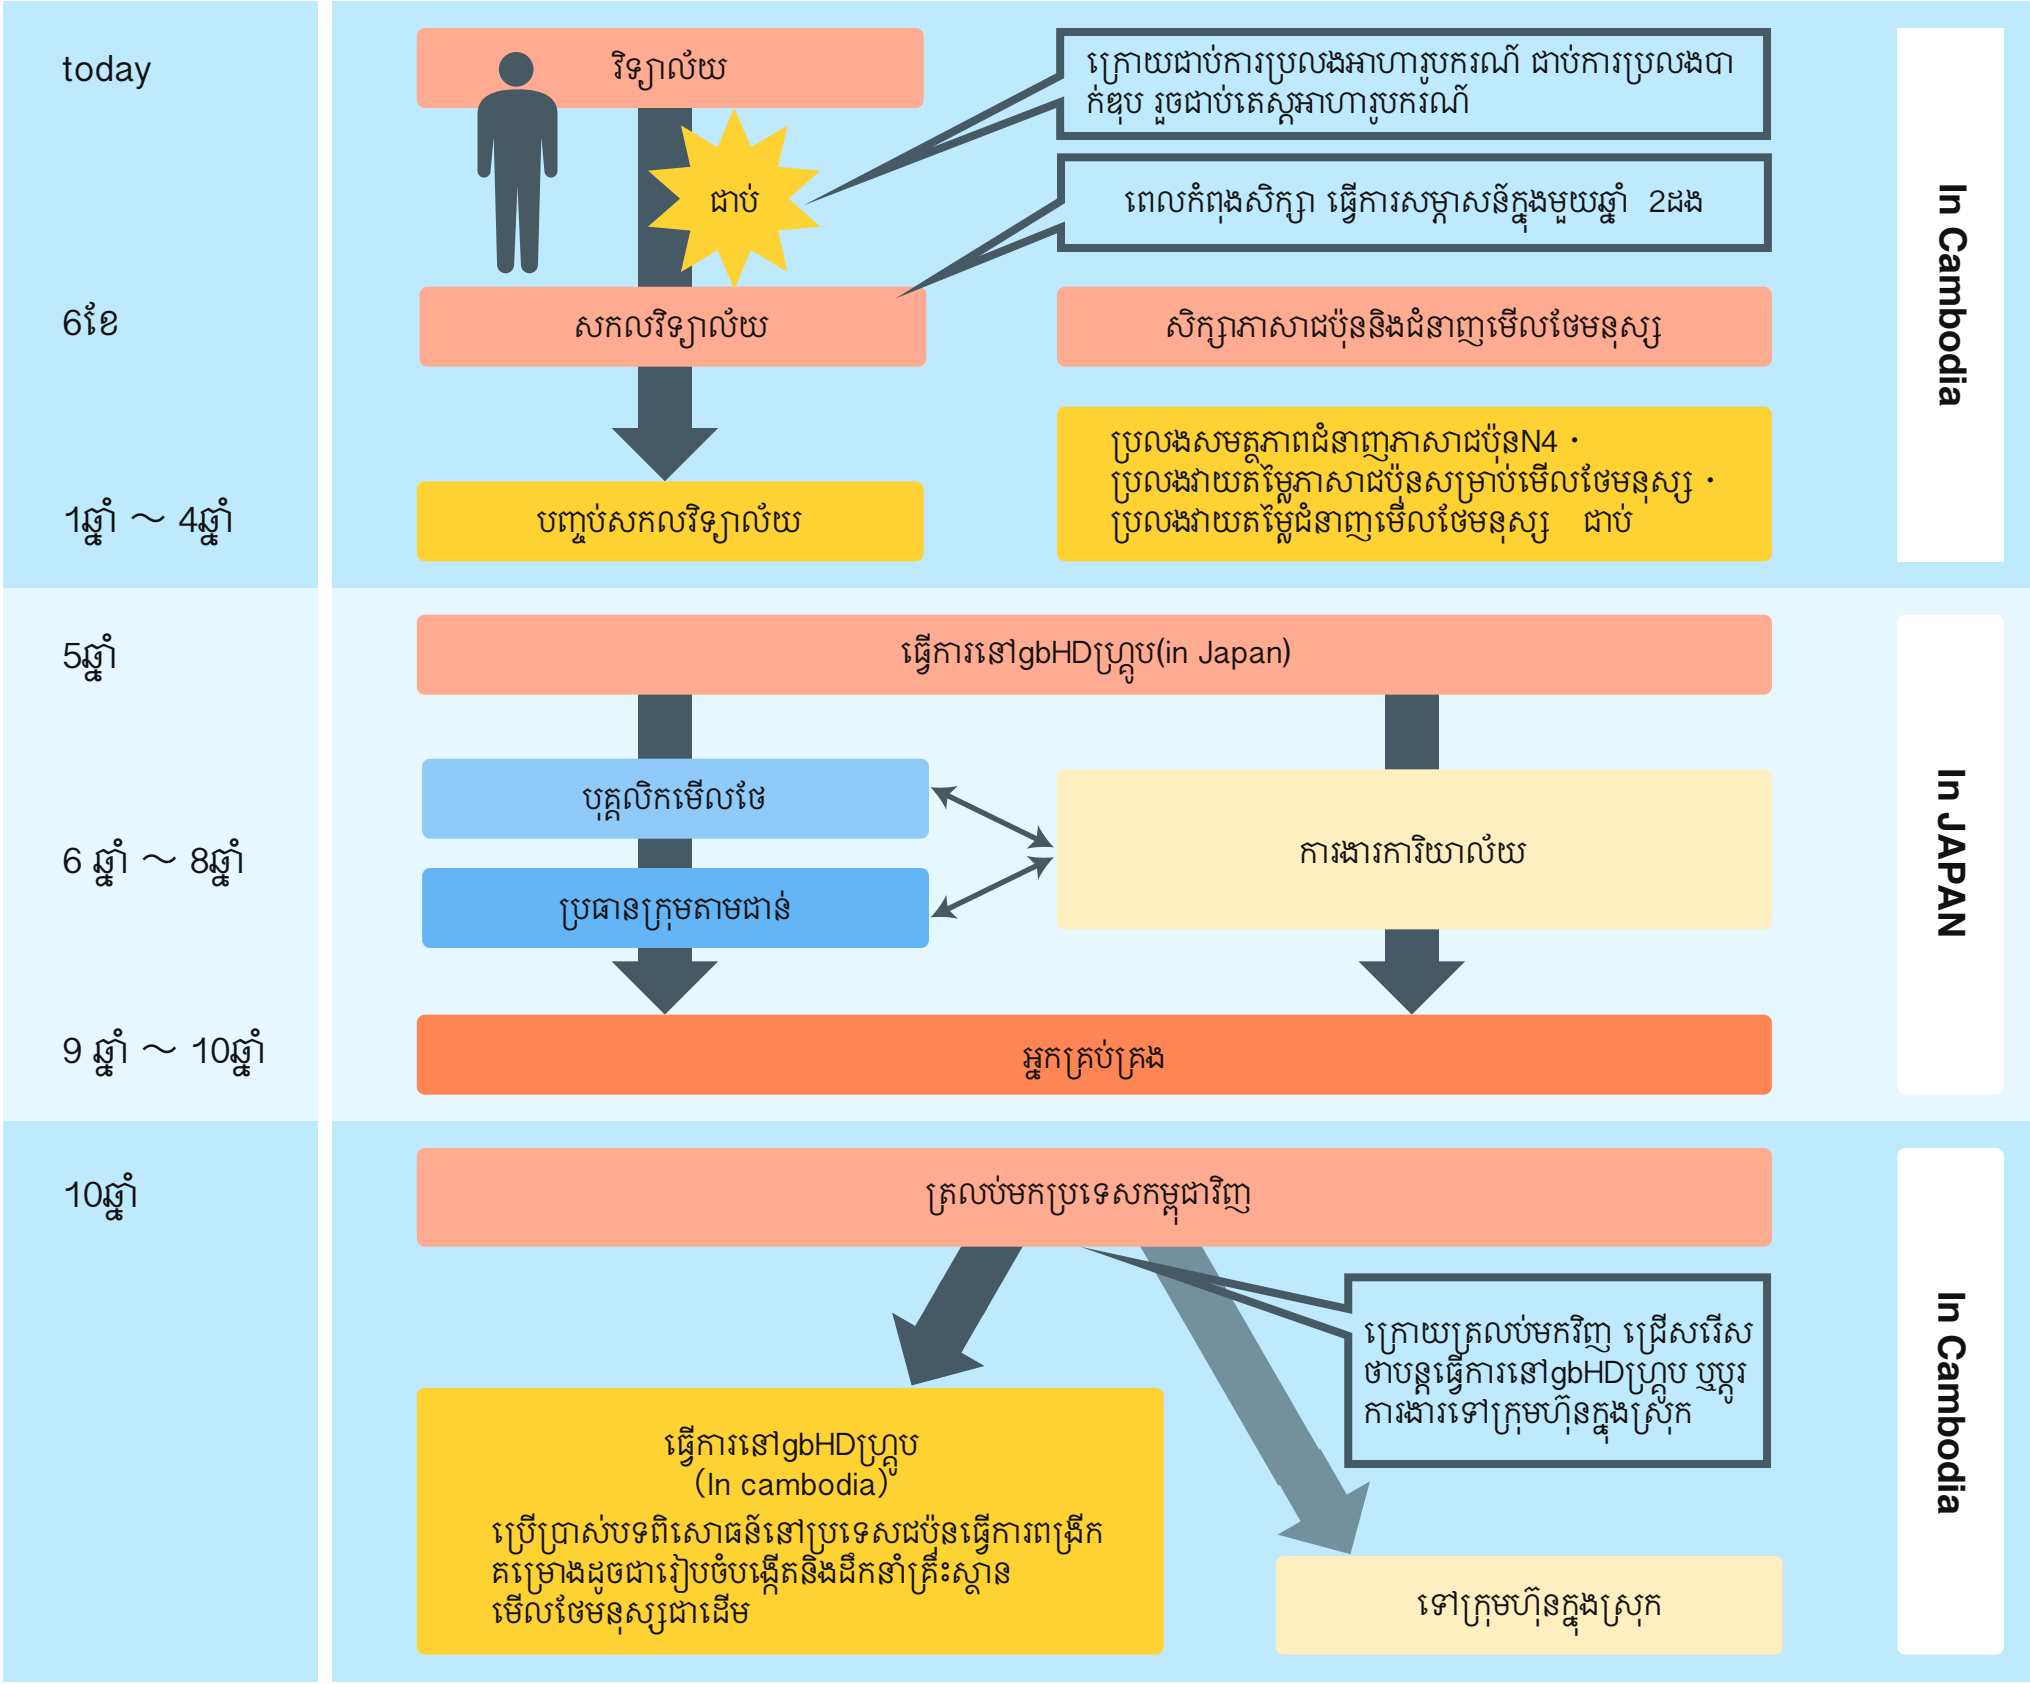 today
វិទ្យាល័យ
ក្រោយជាប់ការប្រលងអាហារូបករណ៍ ជាប់ការប្រលងបា
ក់ឌុប រួចជាប់តេស្តអាហារូបករណ៍
ជាប់
ពេលកំពុងសិក្សា ធ្វើការសម្ភាសន៍ក្នុងមួយឆ្នាំ 2ដង
In Cambodia
6ខែ
សកលវិទ្យាល័យ
សិក្សាភាសាជប៉ុននិងជំនាញមើលថែមនុស្ស
1ឆ្នាំ ～ 4ឆ្នាំ
បញ្ចប់សកលវិទ្យាល័យ
ប្រលងសមត្ថភាពជំនាញភាសាជប៉ុនN4・
ប្រលងវាយតម្លៃភាសាជប៉ុនសម្រាប់មើលថែមនុស្ស・
ប្រលងវាយតម្លៃជំនាញមើលថែមនុស្ស ជាប់
5ឆ្នាំ
ធ្វើការនៅgbHDហ្គ្រូប(in Japan)
In JAPAN
បុគ្គលិកមើលថែ
6 ឆ្នាំ ～ 8ឆ្នាំ
ការងារការិយាល័យ
ប្រធានក្រុមតាមជាន់
9 ឆ្នាំ ～ 10ឆ្នាំ
អ្នកគ្រប់គ្រង
10ឆ្នាំ
ត្រលប់មកប្រទេសកម្ពុជាវិញ
In Cambodia
ក្រោយត្រលប់មកវិញ ជ្រើសរើស
ថាបន្តធ្វើការនៅgbHDហ្គ្រូប ឬប្តូរ
ការងារទៅក្រុមហ៊ុនក្នុងស្រុក
ធ្វើការនៅgbHDហ្គ្រូប
（In cambodia）
ប្រើប្រាស់បទពិសោធន៍នៅប្រទេសជប៉ុនធ្វើការពង្រីក
គម្រោងដូចជារៀបចំបង្កើតនិងដឹកនាំគ្រឹះស្ថាន
មើលថែមនុស្សជាដើម
ទៅក្រុមហ៊ុនក្នុងស្រុក